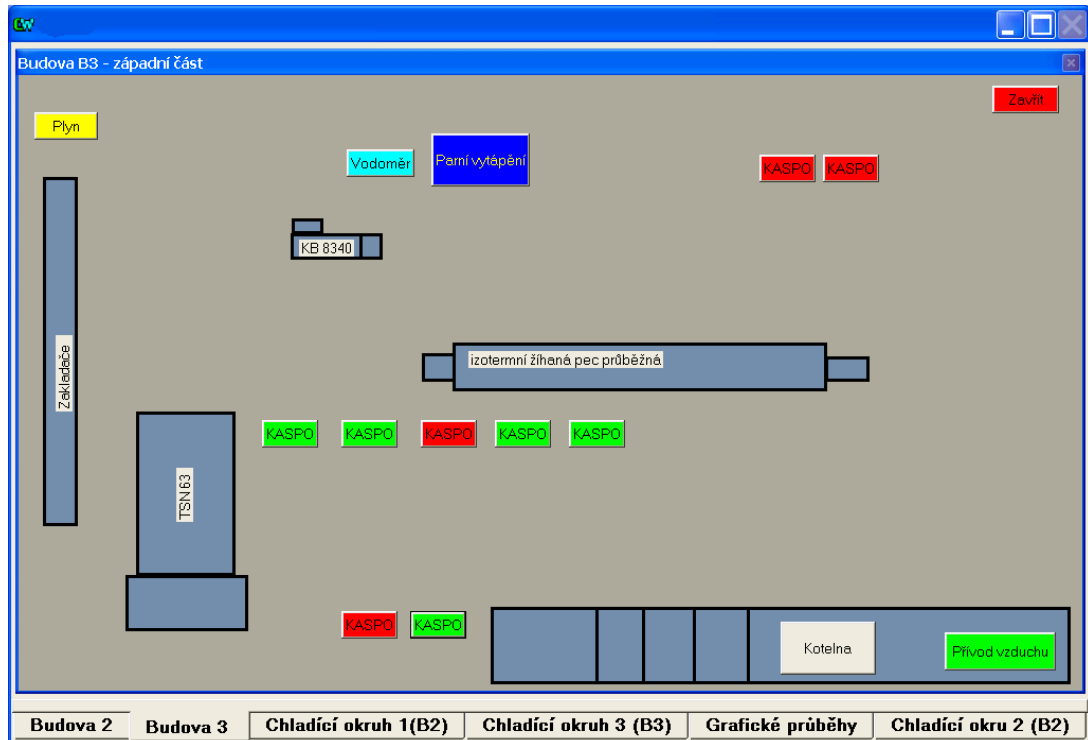 CW
Budova B3 - západní část
Zavřít
Plyn
Vodoměr
Parní vytápění
KASPO
KASPO
KB 8340
izotermní žíhaná pec průběžná
Zakladače
KASPO
KASPO
KASPO
KASPO
KASPO
TSN 63
KASPO
KASPO
Kotelna
Přívod vzduchu
Budova 2
Budova 3
Chladící okruh 1(B2)
Chladící okruh 3 (B3)
Grafické průběhy
Chladící okru 2 (B2)